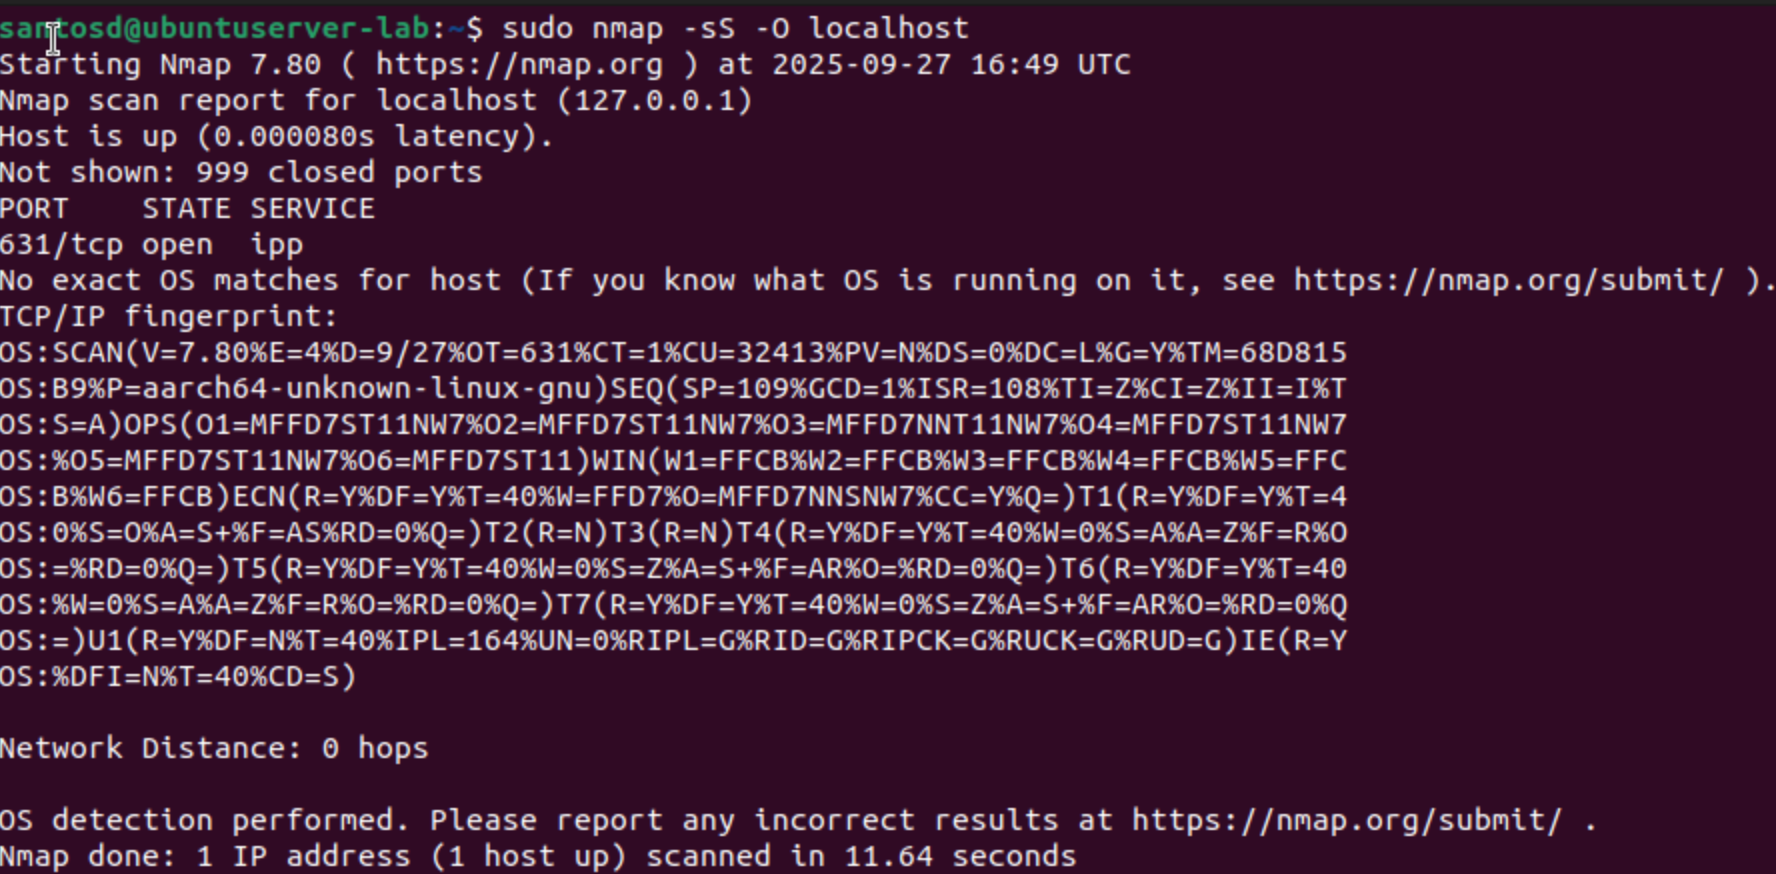 santosd@ubuntuserver-lab:~$ sudo nmap -sS -O localhost
Starting Nmap 7.80 ( https://nmap.org ) at 2025-09-27 16:49 UTC
Nmap scan report for localhost (127.0.0.1)
Host is up (0.000080s latency).
Not shown: 999 closed ports
PORT    STATE SERVICE
631/tcp open  ipp
No exact OS matches for host (If you know what OS is running on it, see https://nmap.org/submit/ ).
TCP/IP fingerprint:
OS:SCAN(V=7.80%E=4%D=9/27%OT=631%CT=1%CU=32413%PV=N%DS=0%DC=L%G=Y%TM=68D815
OS:B9%P=aarch64-unknown-linux-gnu)SEQ(SP=109%GCD=1%ISR=108%TI=Z%CI=Z%II=I%T
OS:S=A)OPS(O1=MFFD7ST11NW7%O2=MFFD7ST11NW7%O3=MFFD7NNT11NW7%O4=MFFD7ST11NW7
OS:%O5=MFFD7ST11NW7%O6=MFFD7ST11)WIN(W1=FFCB%W2=FFCB%W3=FFCB%W4=FFCB%W5=FFC
OS:B%W6=FFCB)ECN(R=Y%DF=Y%T=40%W=FFD7%O=MFFD7NNSNW7%CC=Y%Q=)T1(R=Y%DF=Y%T=4
OS:0%S=O%A=S+%F=AS%RD=0%Q=)T2(R=N)T3(R=N)T4(R=Y%DF=Y%T=40%W=0%S=A%A=Z%F=R%O
OS:=%RD=0%Q=)T5(R=Y%DF=Y%T=40%W=0%S=Z%A=S+%F=AR%O=%RD=0%Q=)T6(R=Y%DF=Y%T=40
OS:%W=0%S=A%A=Z%F=R%O=%RD=0%Q=)T7(R=Y%DF=Y%T=40%W=0%S=Z%A=S+%F=AR%O=%RD=0%Q
OS:=)U1(R=Y%DF=N%T=40%IPL=164%UN=0%RIPL=G%RID=G%RIPCK=G%RUCK=G%RUD=G)IE(R=Y
OS:%DFI=N%T=40%CD=S)
Network Distance: 0 hops
OS detection performed. Please report any incorrect results at https://nmap.org/submit/ .
Nmap done: 1 IP address (1 host up) scanned in 11.64 seconds